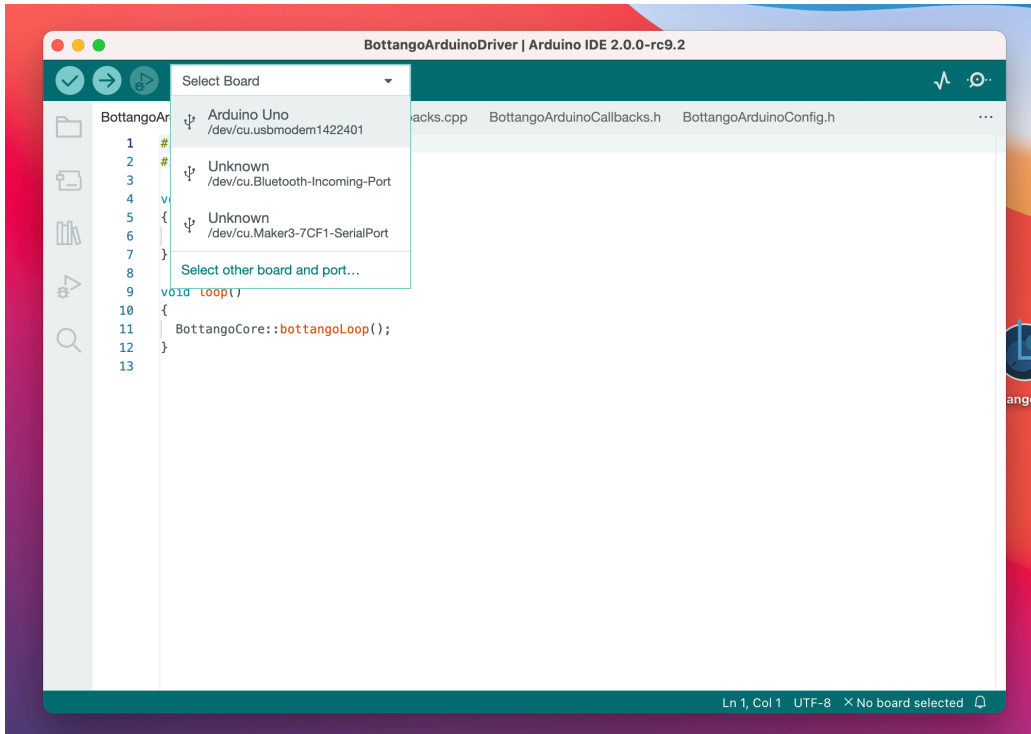 BottangoArduinoDriver | Arduino IDE 2.0.0-rc9.2
Select Board
Arduino Uno
/dev/cu.usbmodem1422401
Unknown
/dev/cu.Bluetooth-Incoming-Port
Unknown
/dev/cu.Maker3-7CF1-SerialPort
Select other board and port…
BottangoAr
acks.cpp BottangoArduinoCallbacks.h BottangoArduinoConfig.h ...
1 #
2 #
3
4 v
5 {
6
7 }
8
9 void loop()
10 {
11 BottangoCore::bottangoLoop();
12 }
13
ang
Ln 1, Col 1 UTF-8 × No board selected